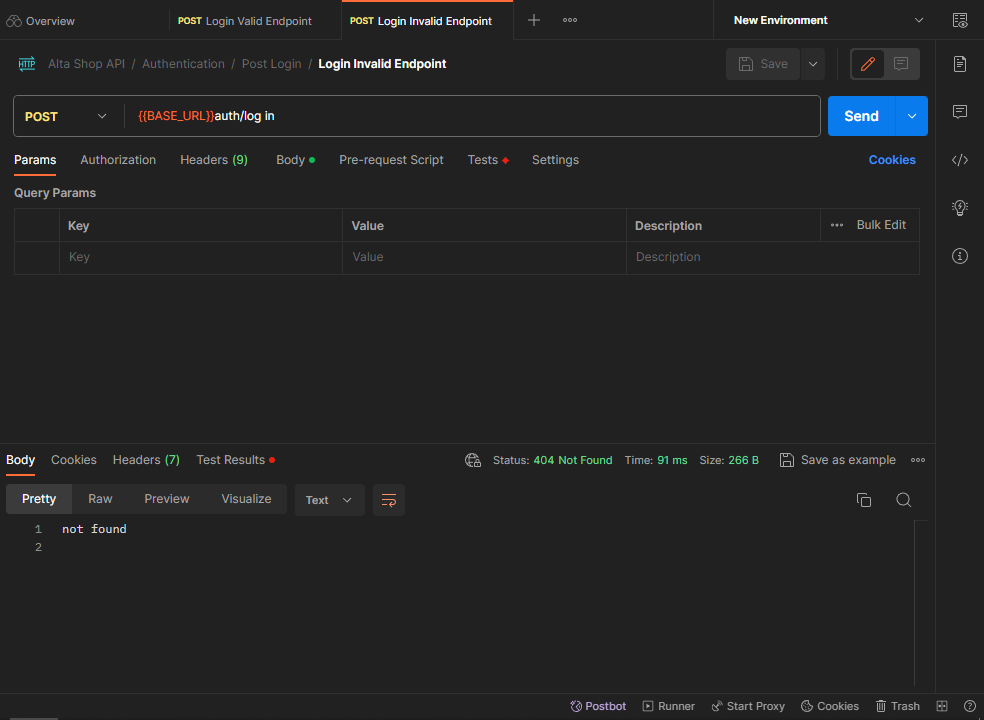 Overview
POST Login Valid Endpoint
POST Login Invalid Endpoint
New Environment
HTTP Alta Shop API / Authentication / Post Login / Login Invalid Endpoint
Save
POST
{{BASE_URL}}auth/log in
Send
Params Authorization Headers (9) Body Pre-request Script Tests Settings Cookies
Query Params
Key Value Description Bulk Edit
Key Value Description
Body Cookies Headers (7) Test Results Status: 404 Not Found Time: 91 ms Size: 266 B Save as example
Pretty Raw Preview Visualize Text
1 not found
2
Postbot Runner Start Proxy Cookies Trash